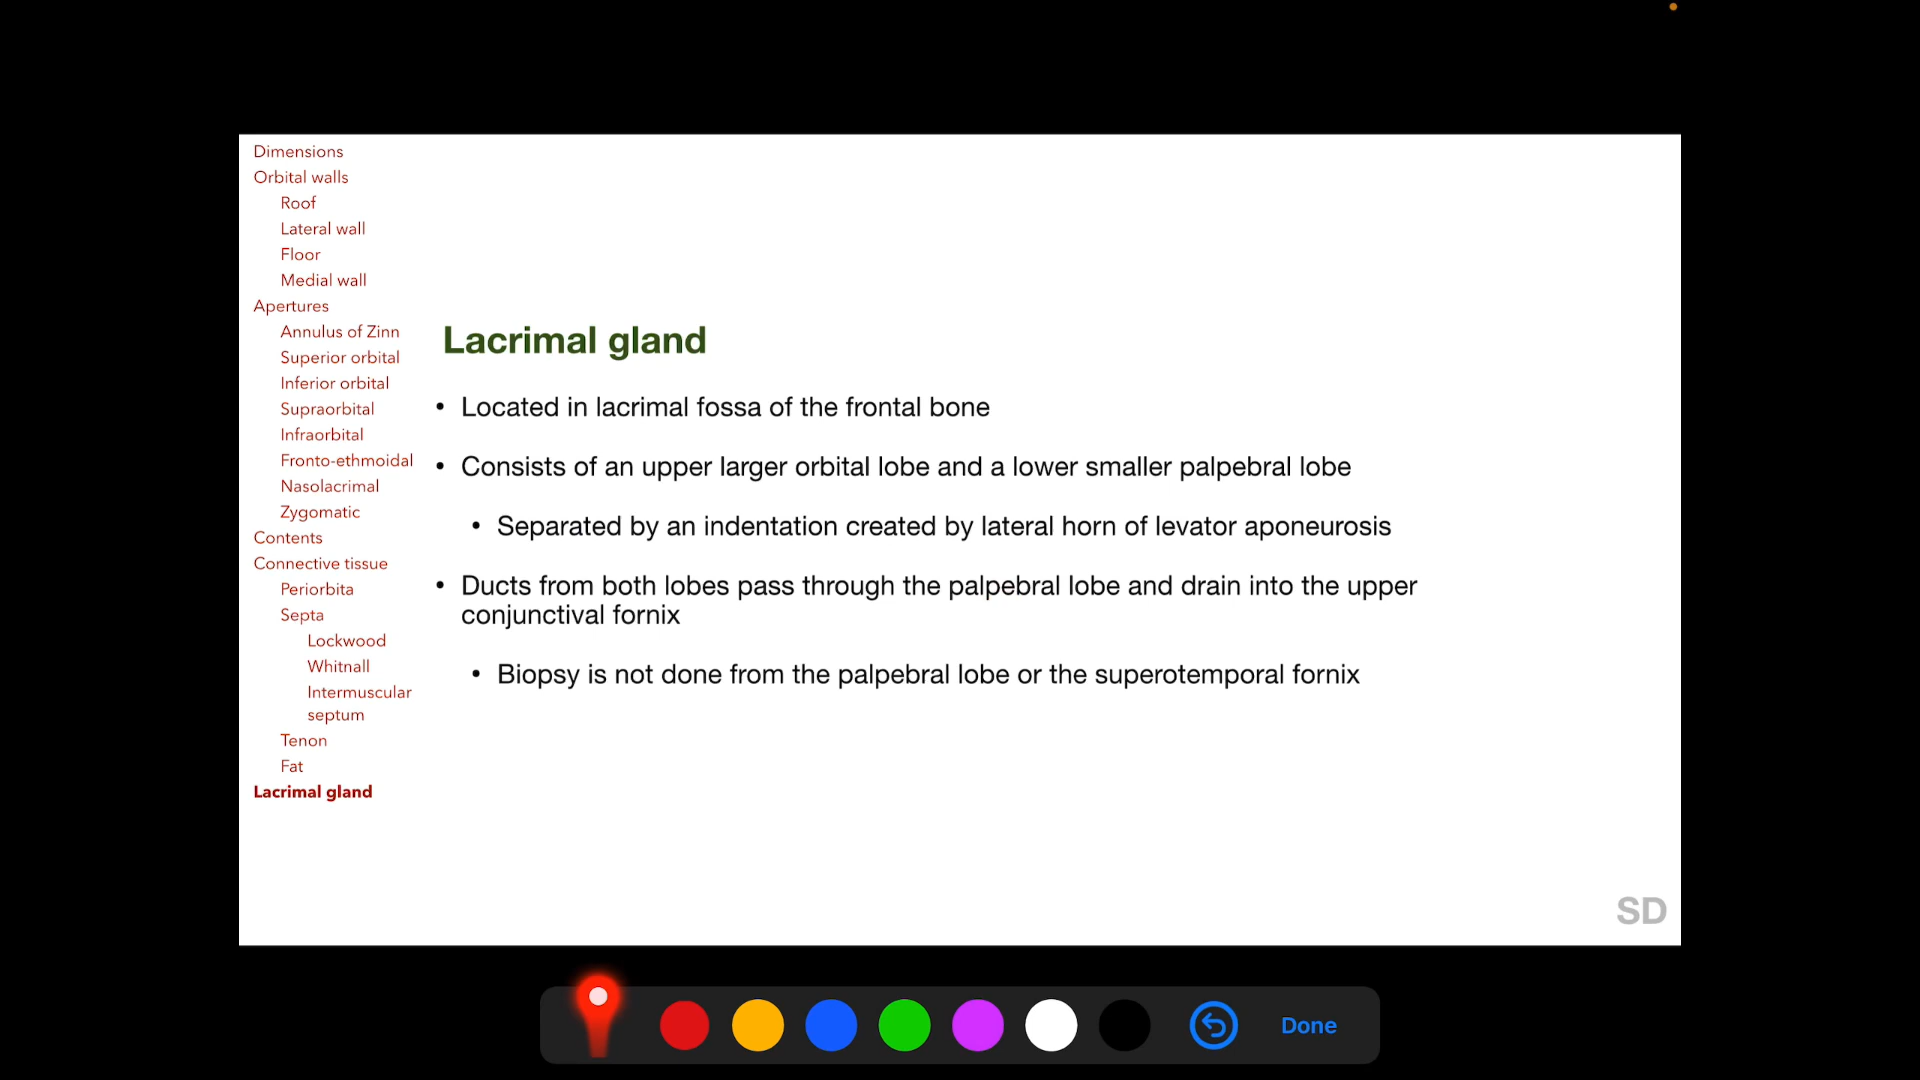 Dimensions
Orbital walls
Roof
Lateral wall
Floor
Medial wall
Apertures
Annulus of Zinn
Superior orbital
Inferior orbital
Supraorbital
Infraorbital
Fronto-ethmoidal
Nasolacrimal
Zygomatic
Contents
Connective tissue
Periorbita
Septa
Lockwood
Whitnall
Intermuscular
septum
Tenon
Fat
Lacrimal gland
Lacrimal gland
• Located in lacrimal fossa of the frontal bone
• Consists of an upper larger orbital lobe and a lower smaller palpebral lobe
• Separated by an indentation created by lateral horn of levator aponeurosis
• Ducts from both lobes pass through the palpebral lobe and drain into the upper
conjunctival fornix
• Biopsy is not done from the palpebral lobe or the superotemporal fornix
SD
Done